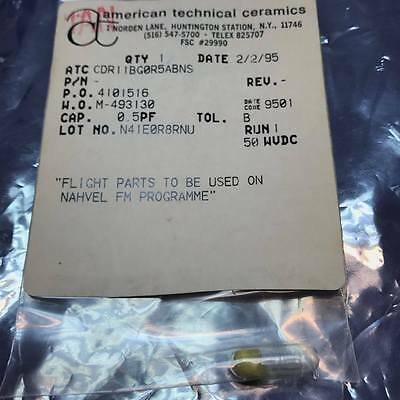 american technical ceramics
1 NORDEN LANE, HUNTINGTON STATION, N.Y., 11746
(516) 547-5700 · TELEX 825707
FSC #29990
QTY 1 DATE 2/2/95
ATC CDR11BG0R5ABNS
P/N - REV.-
P.O. 4101516
W.O. M-493130 DATE CODE 9501
CAP. 0.5PF TOL. B
LOT NO. N41E0R8RNU RUN 1
50 WVDC
"FLIGHT PARTS TO BE USED ON
NAHVEL FM PROGRAMME"